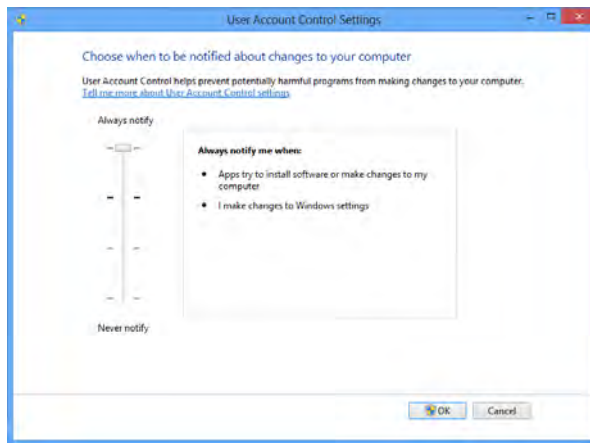 User Account Control Settings
Choose when to be notified about changes to your computer
User Account Control helps prevent potentially harmful programs from making changes to your computer.
Tell me more about User Account Control settings
Always notify
Always notify me when:
• Apps try to install software or make changes to my
computer
• I make changes to Windows settings
Never notify
OK Cancel